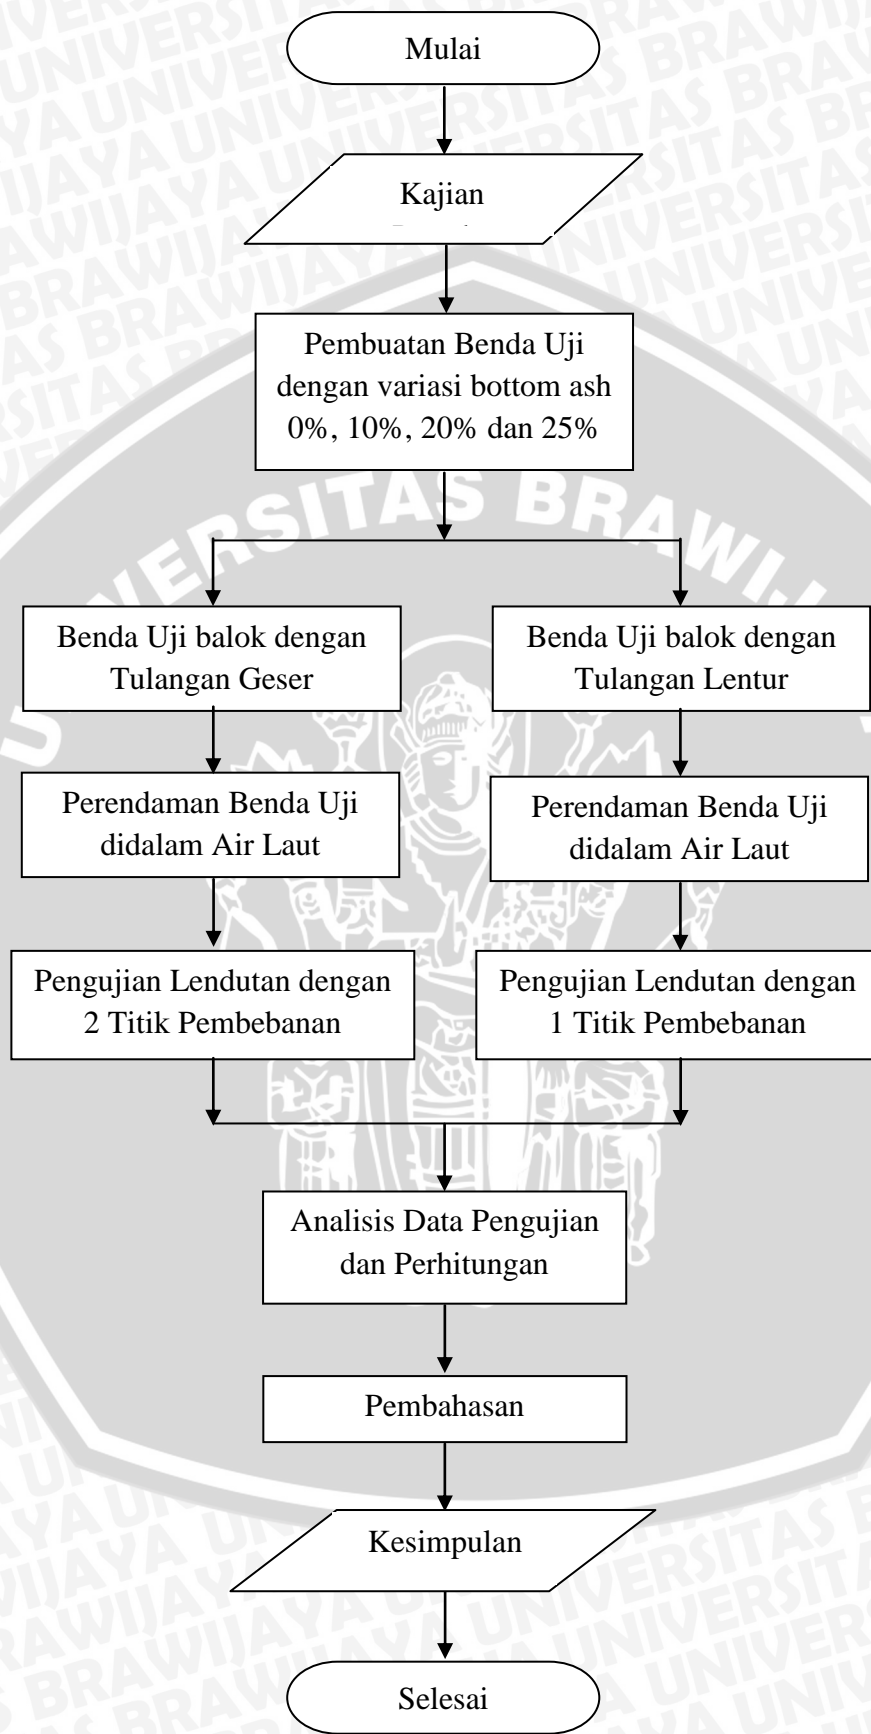 Mulai
Kajian
Pembuatan Benda Uji
dengan variasi bottom ash
0%, 10%, 20% dan 25%
Benda Uji balok dengan
Tulangan Geser
Benda Uji balok dengan
Tulangan Lentur
Perendaman Benda Uji
didalam Air Laut
Perendaman Benda Uji
didalam Air Laut
Pengujian Lendutan dengan
2 Titik Pembebanan
Pengujian Lendutan dengan
1 Titik Pembebanan
Analisis Data Pengujian
dan Perhitungan
Pembahasan
Kesimpulan
Selesai
UNIVERSITAS BRAWIJ